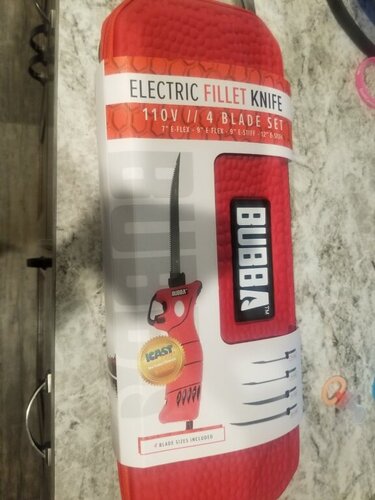 ELECTRIC FILLET KNIFE
110V // 4 BLADE SET
7" E-FLEX - 9" E-FLEX - 9" E-STIFF - 12" E-STIFF
BUBBA™
BUBBA
ICAST
4 BLADE SIZES INCLUDED
BUBBA